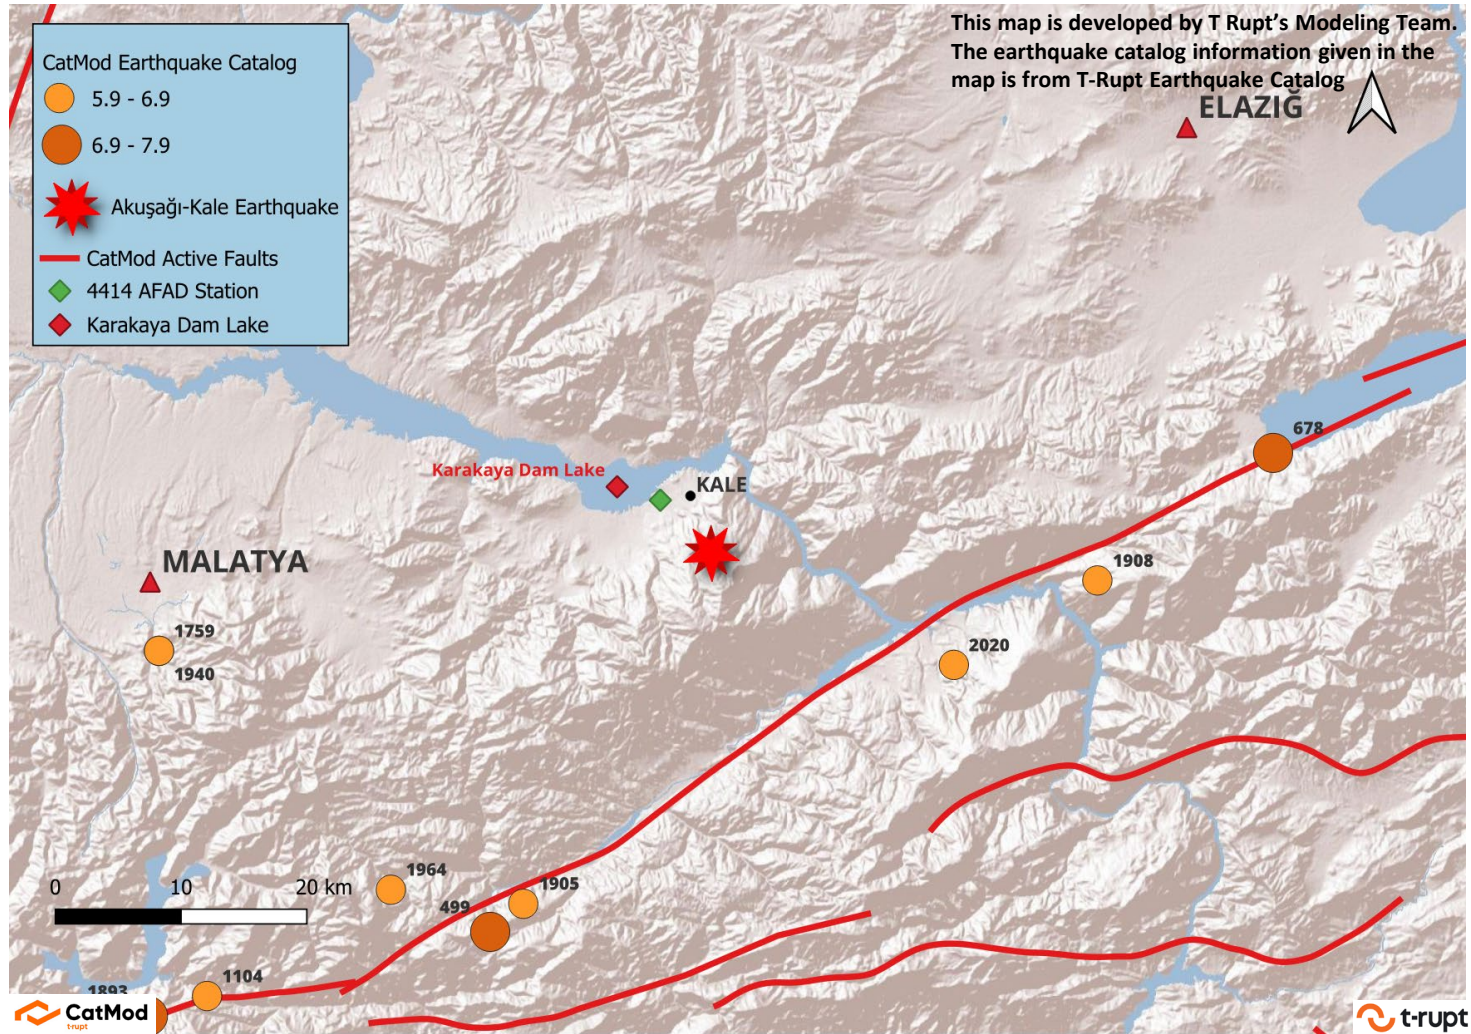 This map is developed by T Rupt's Modeling Team.
The earthquake catalog information given in the
map is from T-Rupt Earthquake Catalog
CatMod Earthquake Catalog
5.9 - 6.9
6.9 - 7.9
Akuşağı-Kale Earthquake
CatMod Active Faults
4414 AFAD Station
Karakaya Dam Lake
ELAZIĞ
678
Karakaya Dam Lake
KALE
MALATYA
1908
1759
2020
1940
1964
1905
0 10 20 km
499
1104
1893
CatMod
t-rupt
t-rupt